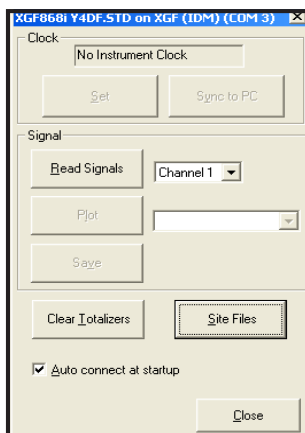 XGF868i Y4DF.STD on XGF (IDM) (COM 3)
Clock
No Instrument Clock
Set
Sync to PC
Signal
Read Signals
Channel 1
Plot
Save
Clear Totalizers
Site Files
Auto connect at startup
Close